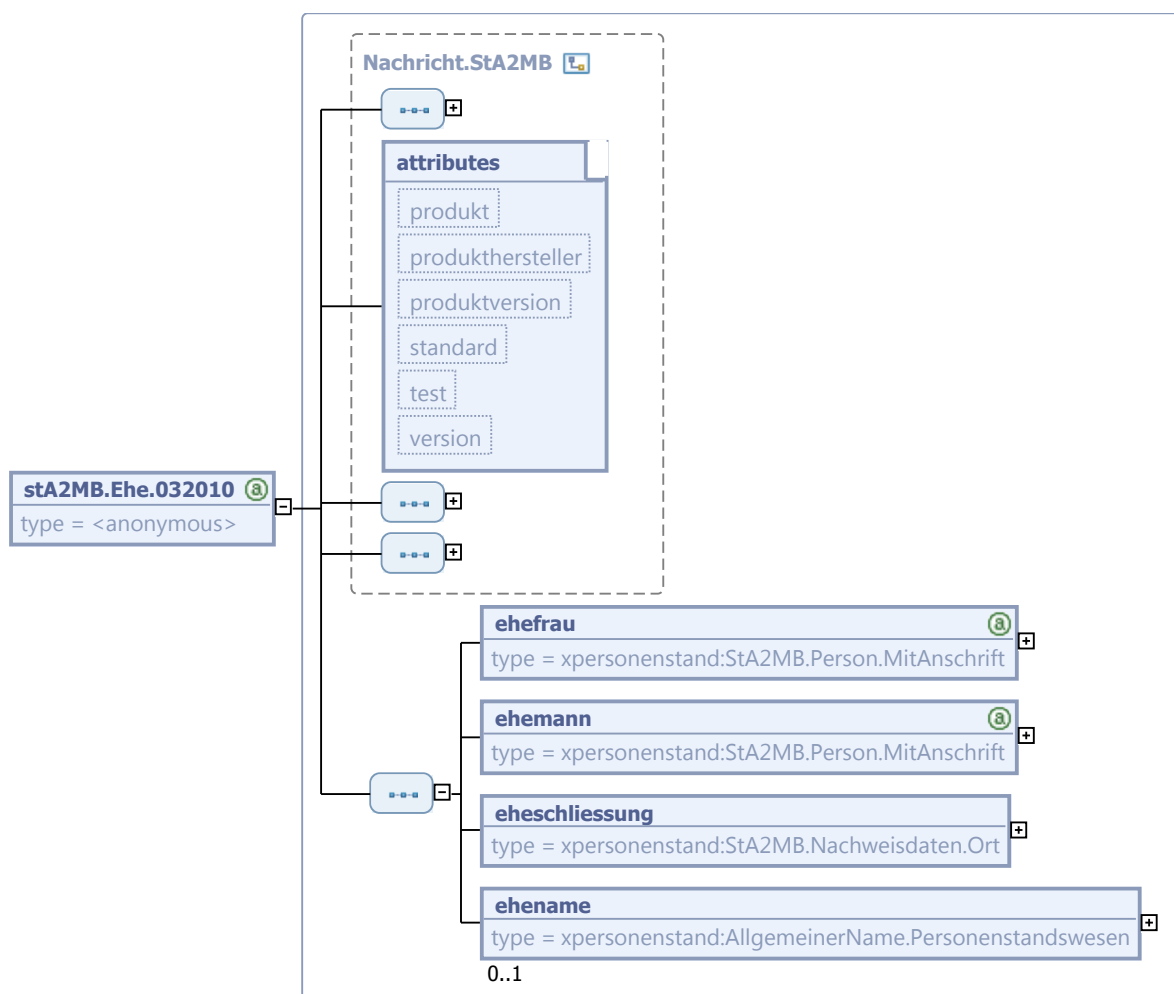 Nachricht.StA2MB
attributes
produkt
produkthersteller
produktversion
standard
test
version
stA2MB.Ehe.032010 a
type = <anonymous>
ehefrau a
type = xpersonenstand:StA2MB.Person.MitAnschrift
ehemann a
type = xpersonenstand:StA2MB.Person.MitAnschrift
eheschliessung
type = xpersonenstand:StA2MB.Nachweisdaten.Ort
ehename
type = xpersonenstand:AllgemeinerName.Personenstandswesen
0..1